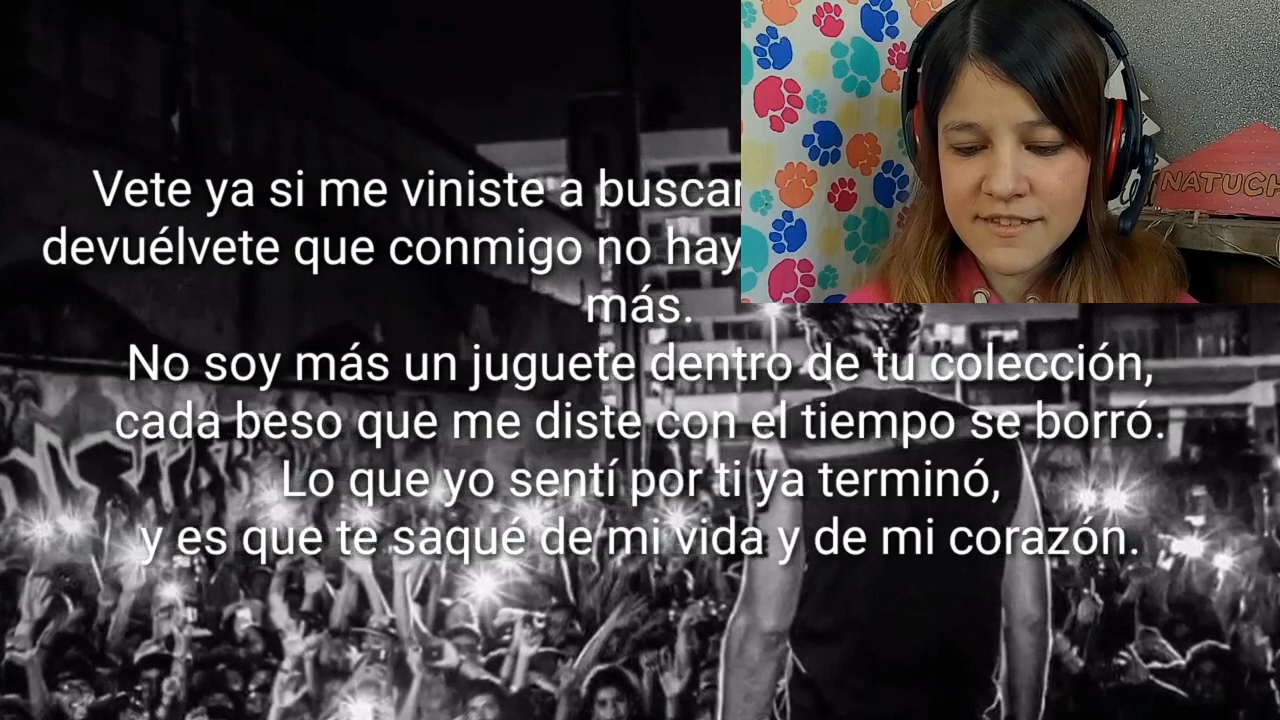 Vete ya si me viniste a buscar
devuélvete que conmigo no hay
más.
No soy más un juguete dentro de tu colección,
cada beso que me diste con el tiempo se borró.
Lo que yo sentí por ti ya terminó,
y es que te saqué de mi vida y de mi corazón.
NATUCH